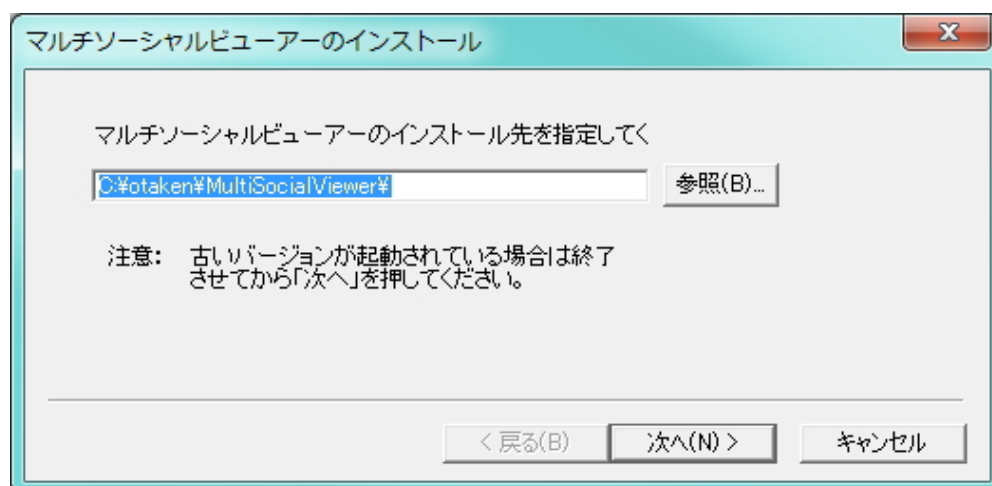 マルチソーシャルビューアーのインストール
マルチソーシャルビューアーのインストール先を指定してく
C:¥otaken¥MultiSocialViewer¥
参照(B)...
注意: 古いバージョンが起動されている場合は終了
させてから「次へ」を押してください。
< 戻る(B)
次へ(N) >
キャンセル